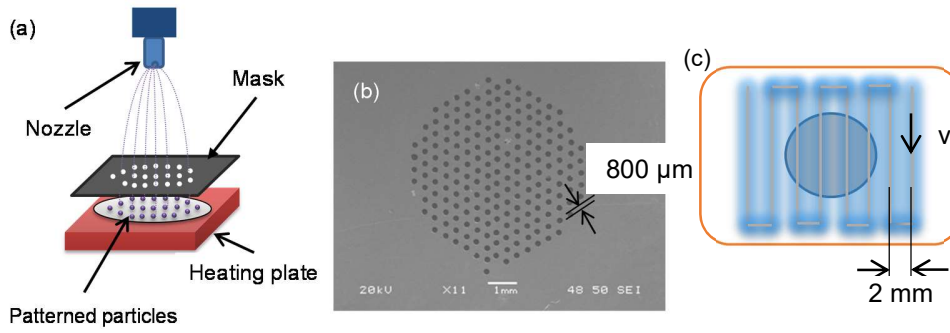 (a)
Nozzle
Mask
Heating plate
Patterned particles
(b)
800 µm
20kV X11 1mm 48 50 SEI
(c)
v
2 mm